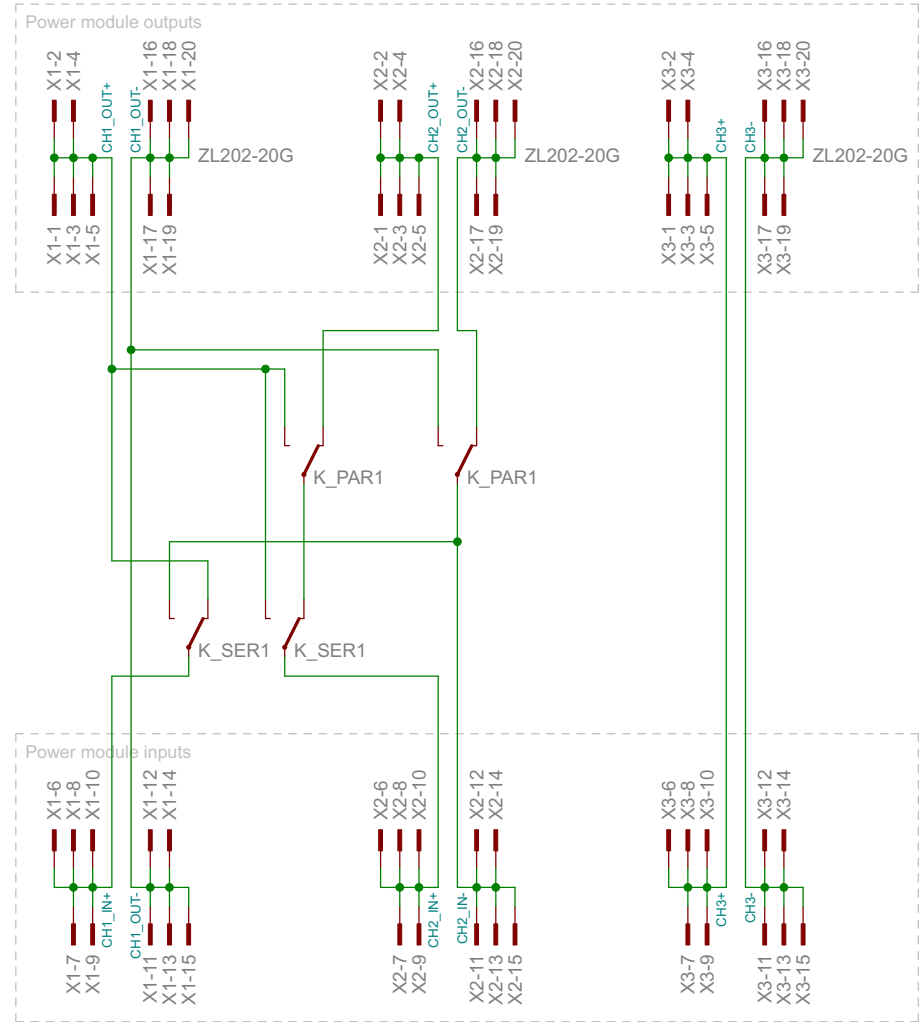 Power module outputs
X1-2
X1-4
CH1_OUT+
CH1_OUT-
X1-16
X1-18
X1-20
ZL202-20G
X1-1
X1-3
X1-5
X1-17
X1-19
X2-2
X2-4
CH2_OUT+
CH2_OUT-
X2-16
X2-18
X2-20
ZL202-20G
X2-1
X2-3
X2-5
X2-17
X2-19
X3-2
X3-4
CH3+
CH3-
X3-16
X3-18
X3-20
ZL202-20G
X3-1
X3-3
X3-5
X3-17
X3-19
K_PAR1
K_PAR1
K_SER1
K_SER1
Power module inputs
X1-6
X1-8
X1-10
X1-12
X1-14
X1-7
X1-9
CH1_IN+
CH1_OUT-
X1-11
X1-13
X1-15
X2-6
X2-8
X2-10
X2-12
X2-14
X2-7
X2-9
CH2_IN+
CH2_IN-
X2-11
X2-13
X2-15
X3-6
X3-8
X3-10
X3-12
X3-14
X3-7
X3-9
CH3+
CH3-
X3-11
X3-13
X3-15